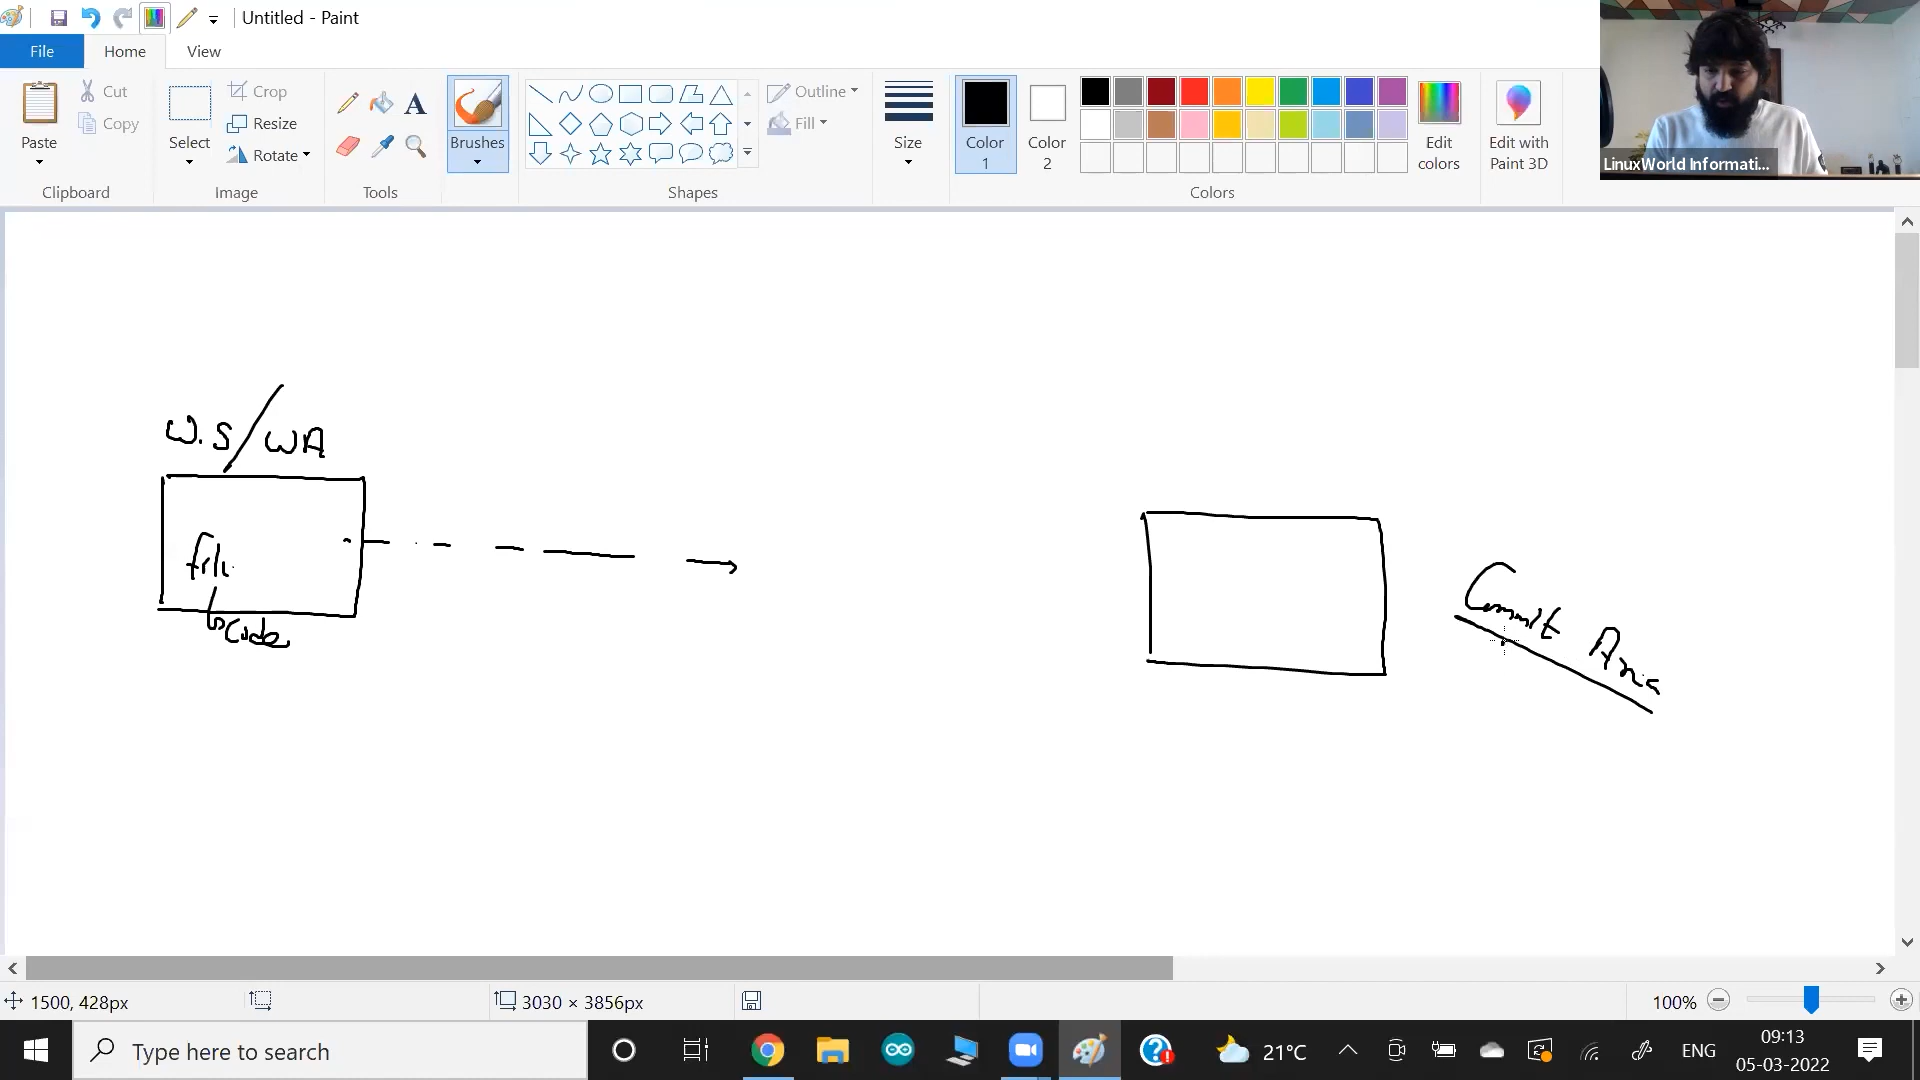 Untitled - Paint
File Home View
Paste
Cut
Copy
Clipboard
Select
Crop
Resize
Rotate
Image
Tools
Brushes
Shapes
Outline
Fill
Size
Color 1
Color 2
Colors
Edit colors
Edit with Paint 3D
LinuxWorld Informati...
W.S/WA
file
Code
Commit Area
1500, 428px
3030 × 3856px
100%
Type here to search
21°C
ENG
09:13
05-03-2022